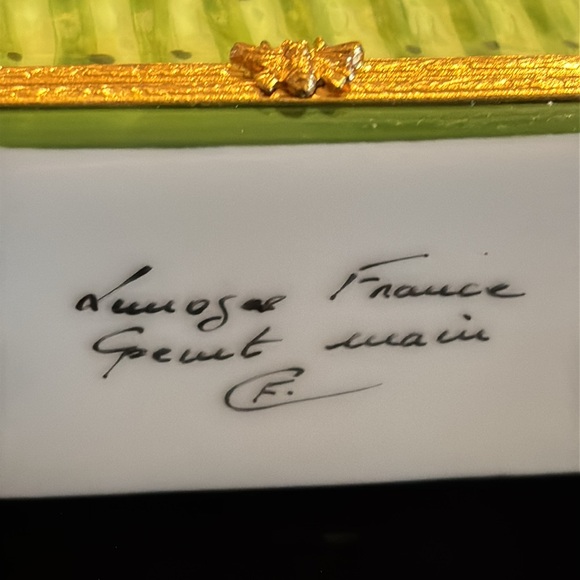 Limoges France
Peint main
CF.